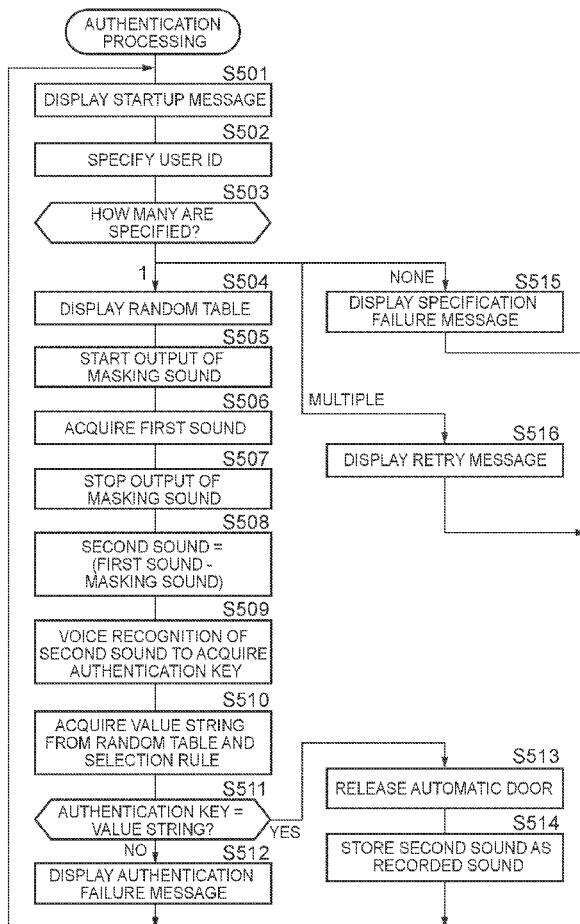 AUTHENTICATION
PROCESSING
S501
DISPLAY STARTUP MESSAGE
S502
SPECIFY USER ID
S503
HOW MANY ARE
SPECIFIED?
1
S504
DISPLAY RANDOM TABLE
NONE
S515
DISPLAY SPECIFICATION
FAILURE MESSAGE
S505
START OUTPUT OF
MASKING SOUND
S506
ACQUIRE FIRST SOUND
MULTIPLE
S516
DISPLAY RETRY MESSAGE
S507
STOP OUTPUT OF
MASKING SOUND
S508
SECOND SOUND =
(FIRST SOUND -
MASKING SOUND)
S509
VOICE RECOGNITION OF
SECOND SOUND TO ACQUIRE
AUTHENTICATION KEY
S510
ACQUIRE VALUE STRING
FROM RANDOM TABLE AND
SELECTION RULE
S511
AUTHENTICATION KEY =
VALUE STRING?
YES
S513
RELEASE AUTOMATIC DOOR
S514
STORE SECOND SOUND AS
RECORDED SOUND
NO
S512
DISPLAY AUTHENTICATION
FAILURE MESSAGE